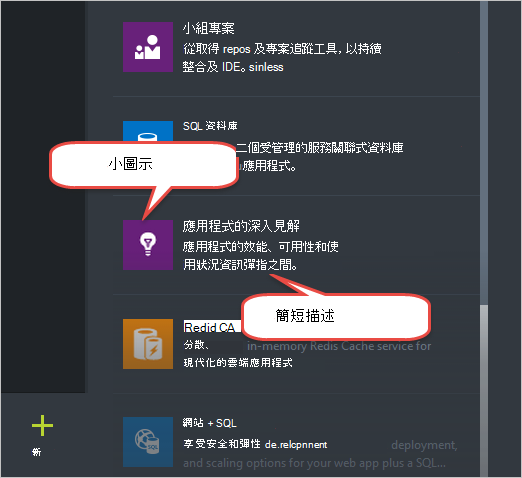 小組專案
從取得 repos 及專案追蹤工具, 以持續
整合及 IDE。sinless
SQL 資料庫
二個受管理的服務關聯式資料庫
應用程式。
小圖示
應用程式的深入見解
應用程式的效能、可用性和使
用狀況資訊彈指之間。
簡短描述
Redid CA
分散、 in-memory Redis Cache service for
現代化的雲端應用程式
網站 + SQL
享受安全和彈性 de.relcpnnent deployment,
and scaling options for your web app plus a SQL...
新